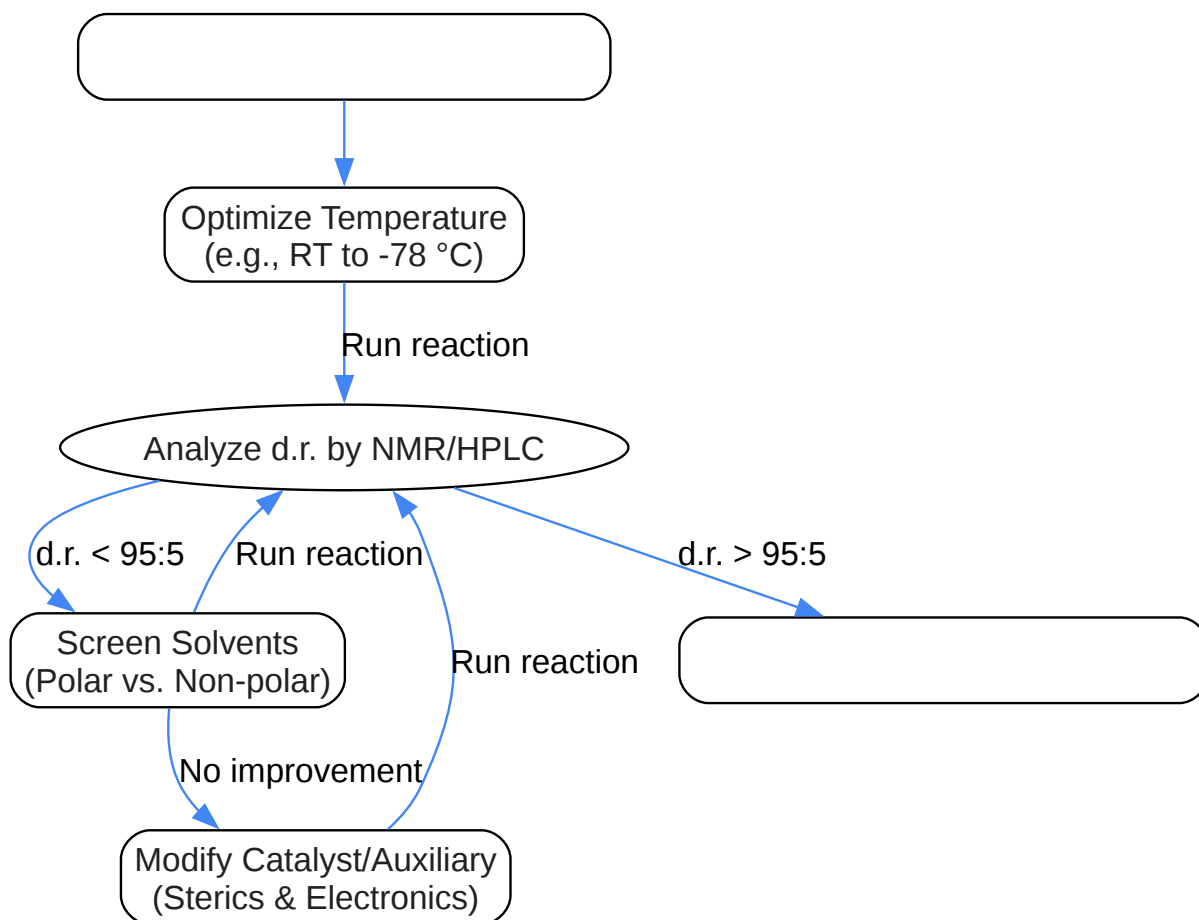 Optimize Temperature
(e.g., RT to -78 °C)
Run reaction
Analyze d.r. by NMR/HPLC
d.r. < 95:5
Run reaction
d.r. > 95:5
Screen Solvents
(Polar vs. Non-polar)
Run reaction
No improvement
Modify Catalyst/Auxiliary
(Sterics & Electronics)